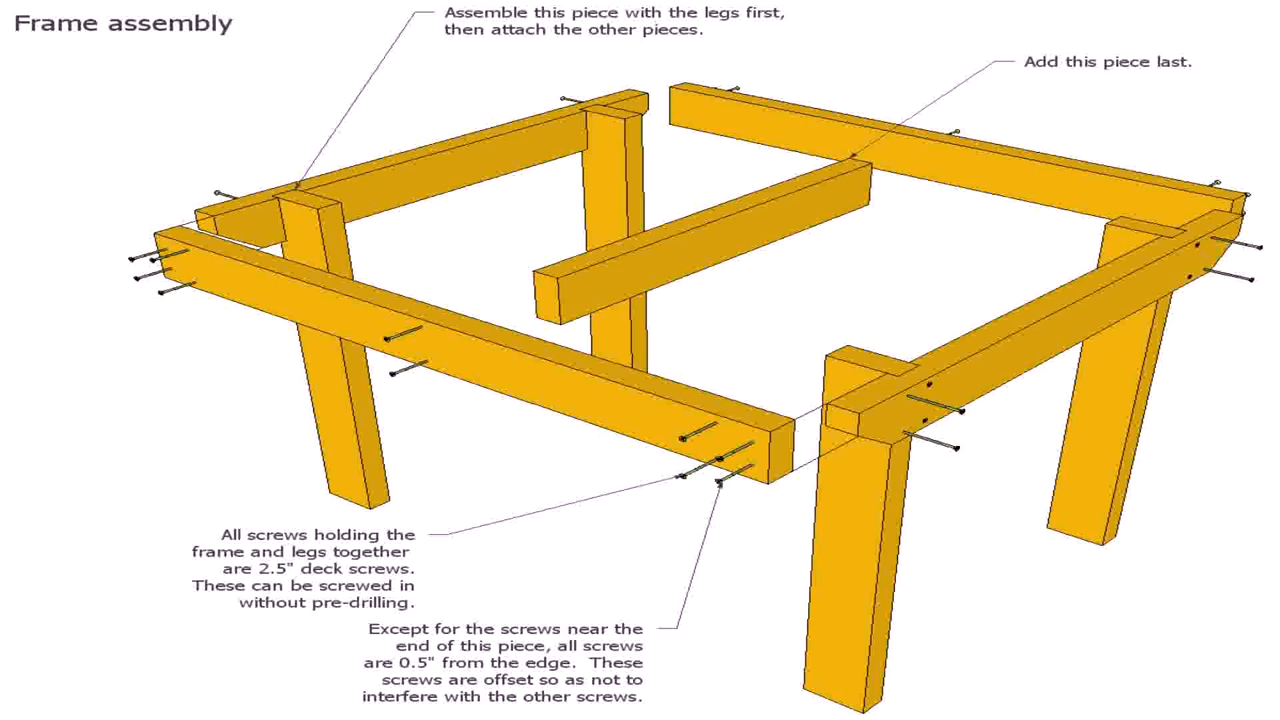 Frame assembly
Assemble this piece with the legs first,
then attach the other pieces.
Add this piece last.
All screws holding the
frame and legs together
are 2.5" deck screws.
These can be screwed in
without pre-drilling.
Except for the screws near the
end of this piece, all screws
are 0.5" from the edge.  These
screws are offset so as not to
interfere with the other screws.